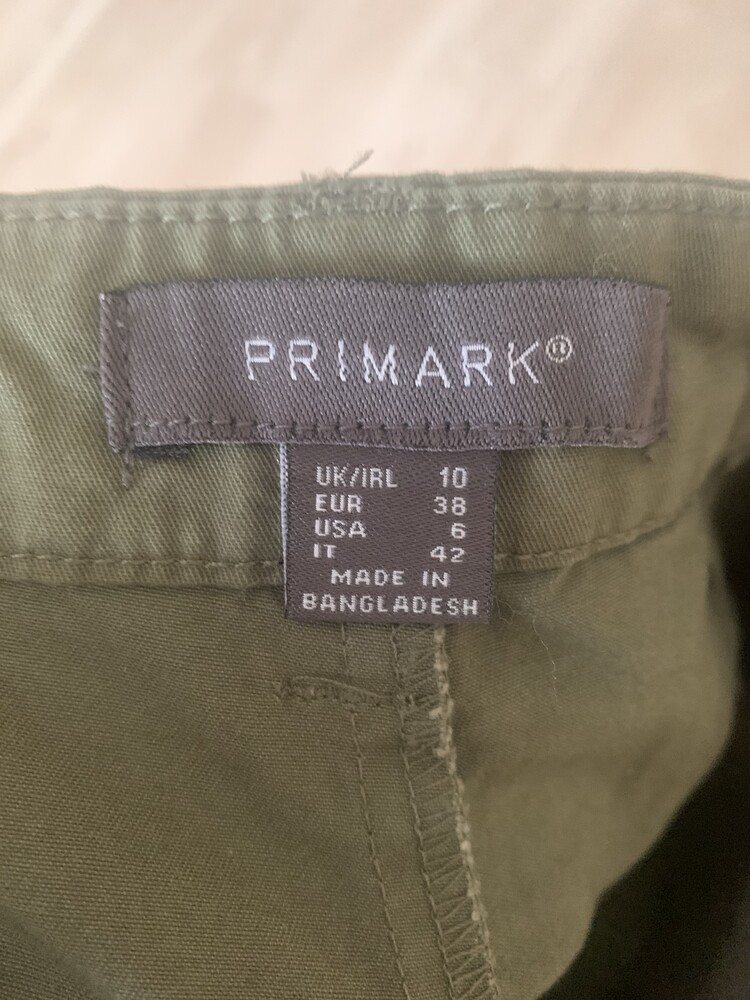 PRIMARK®
UK/IRL 10
EUR 38
USA 6
IT 42
MADE IN
BANGLADESH